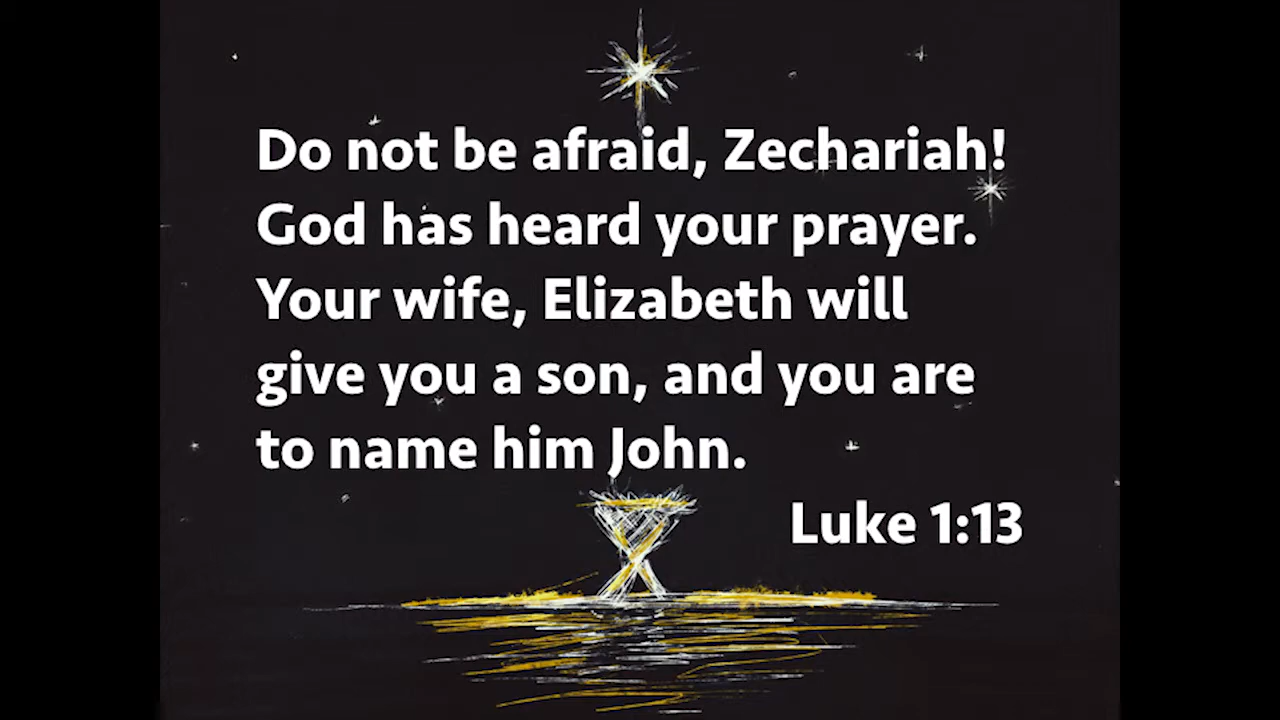 Do not be afraid, Zechariah!
God has heard your prayer.
Your wife, Elizabeth will
give you a son, and you are
to name him John.
Luke 1:13